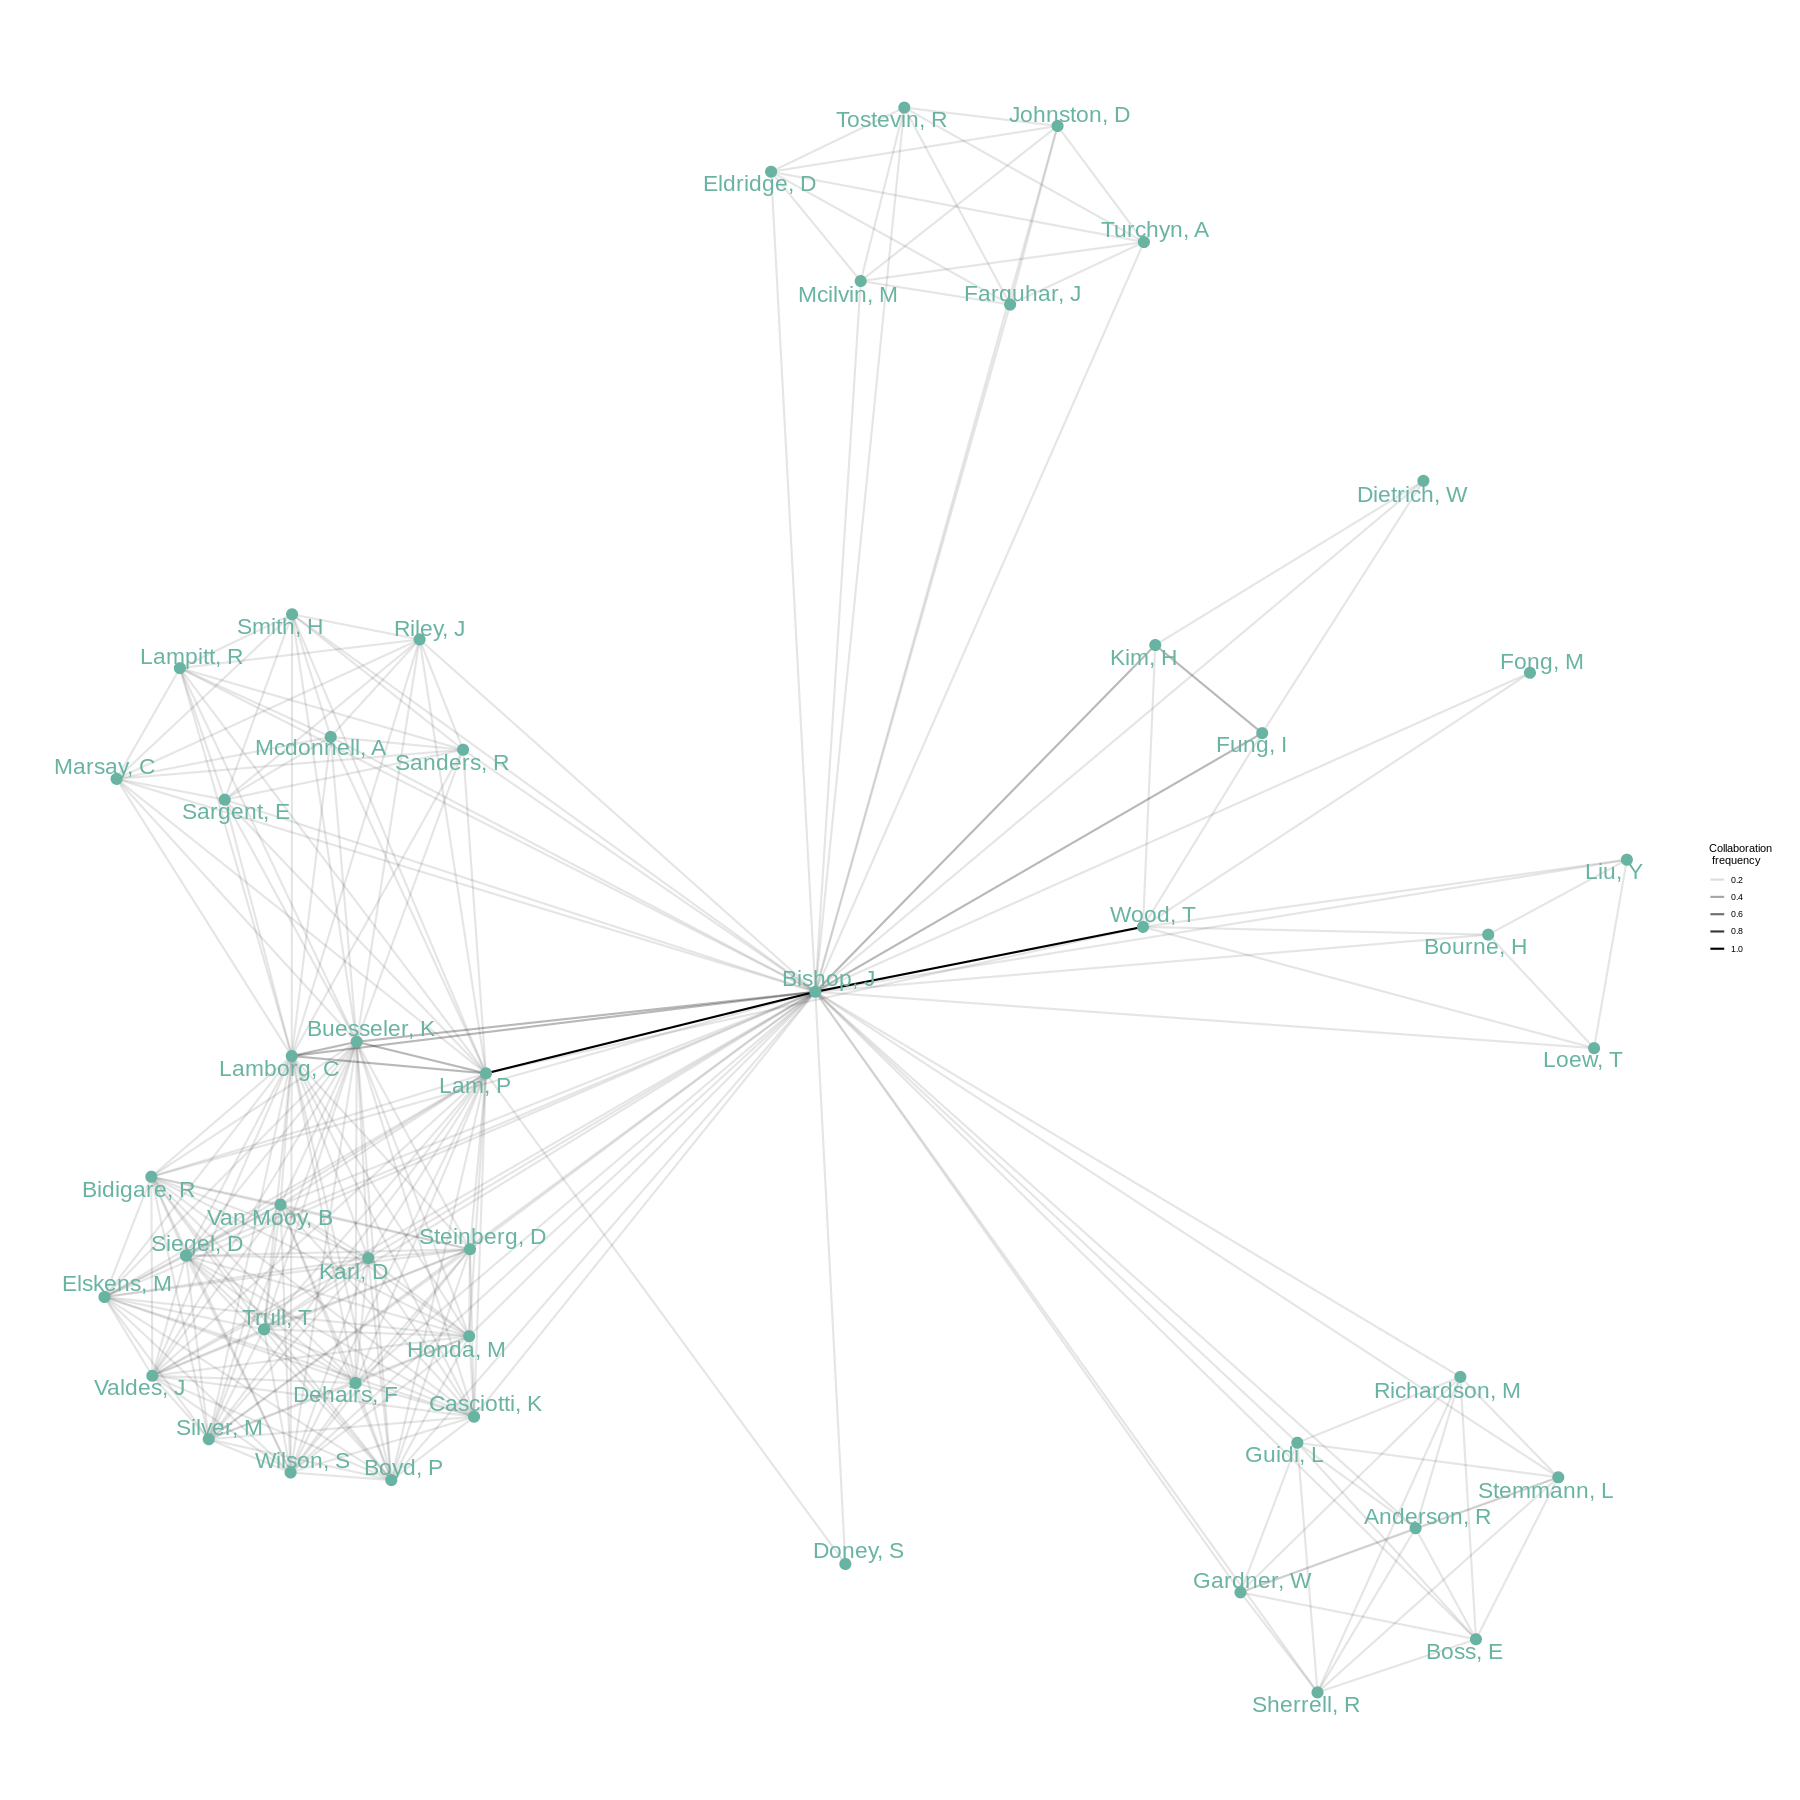 Johnston, D
Tostevin, R
Eldridge, D
Turchyn, A
Farquhar, J
Mcilvin, M
Dietrich, W
Smith, H
Riley, J
Lampitt, R
Kim, H
Fong, M
Fung, I
Mcdonnell, A
Sanders, R
Marsay, C
Sargent, E
Collaboration
frequency
0.2
0.4
0.6
0.8
1.0
Liu, Y
Wood, T
Bourne, H
Bishop, J
Buesseler, K
Loew, T
Lamborg, C
Lam, P
Bidigare, R
Van Mooy, B
Steinberg, D
Siegel, D
Karl, D
Elskens, M
Trull, T
Honda, M
Valdes, J
Dehairs, F
Casciotti, K
Silver, M
Wilson, S
Boyd, P
Richardson, M
Guidi, L
Stemmann, L
Anderson, R
Doney, S
Gardner, W
Boss, E
Sherrell, R